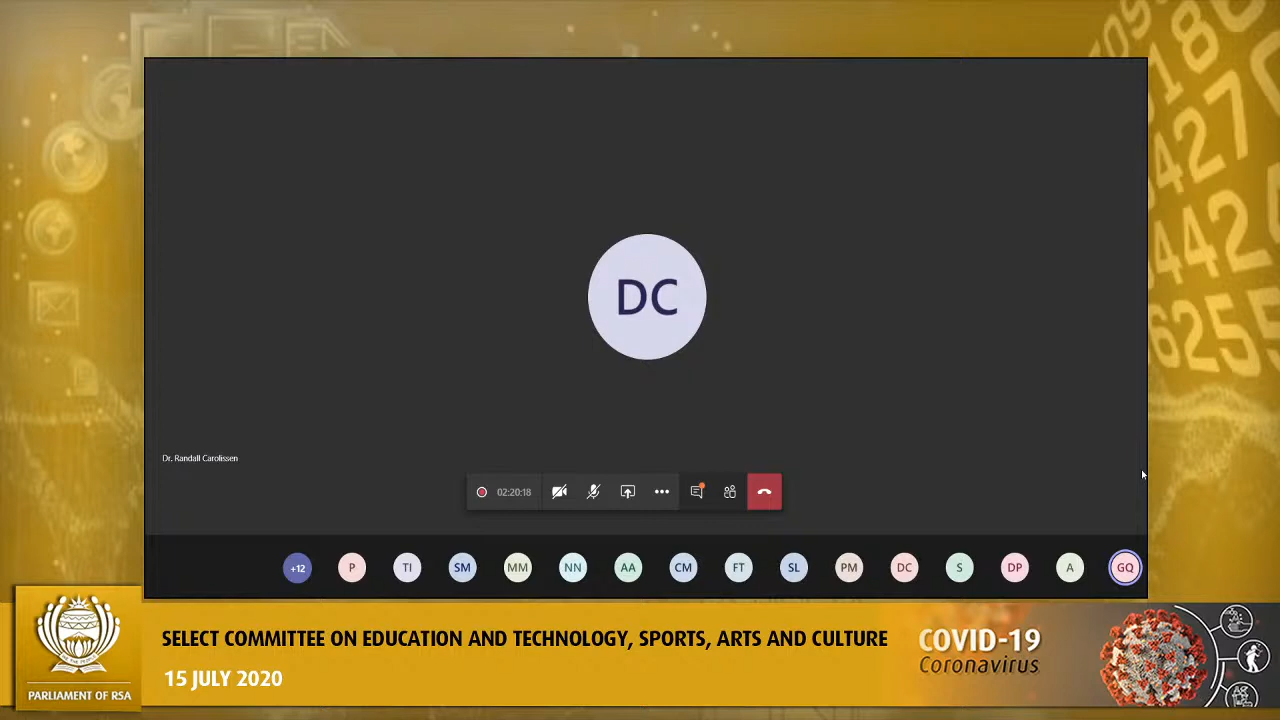 DC
Dr. Randall Carolissen
02:20:18
+12 P TI SM MM NN AA CM FT SL PM DC S DP A GQ
SELECT COMMITTEE ON EDUCATION AND TECHNOLOGY, SPORTS, ARTS AND CULTURE
15 JULY 2020
COVID-19
Coronavirus
PARLIAMENT OF RSA